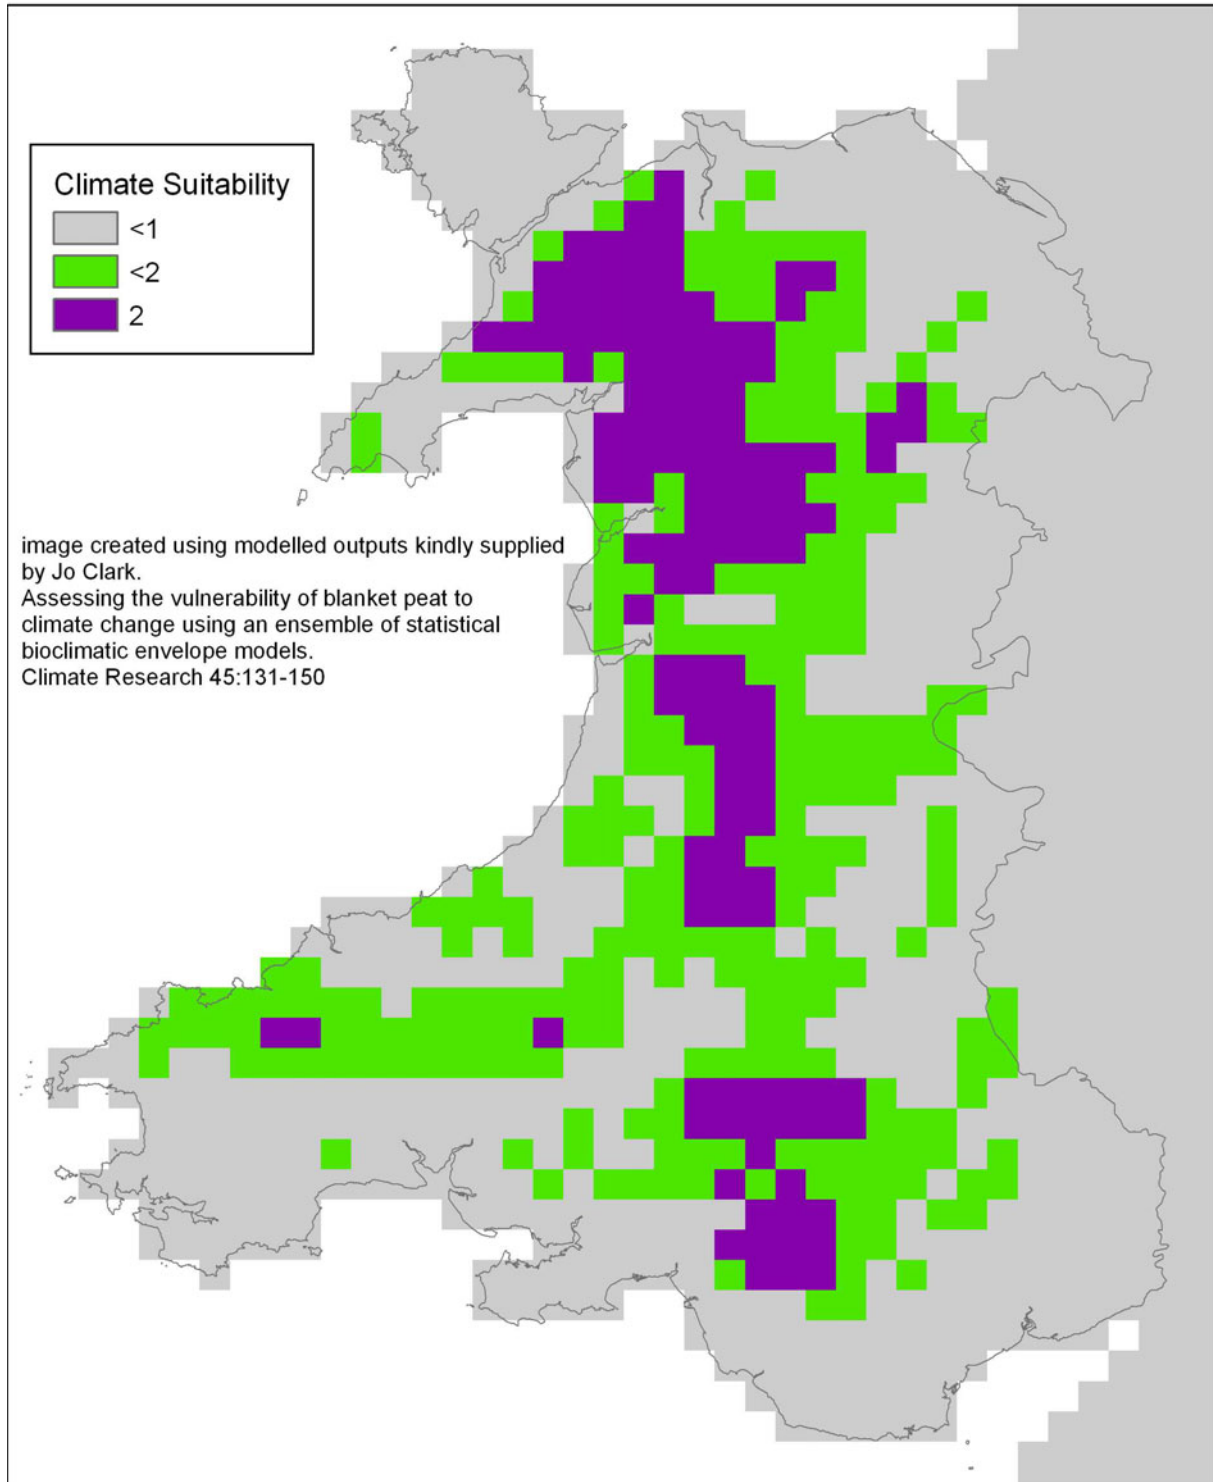 Climate Suitability
<1
<2
2
image created using modelled outputs kindly supplied
by Jo Clark.
Assessing the vulnerability of blanket peat to
climate change using an ensemble of statistical
bioclimatic envelope models.
Climate Research 45:131-150